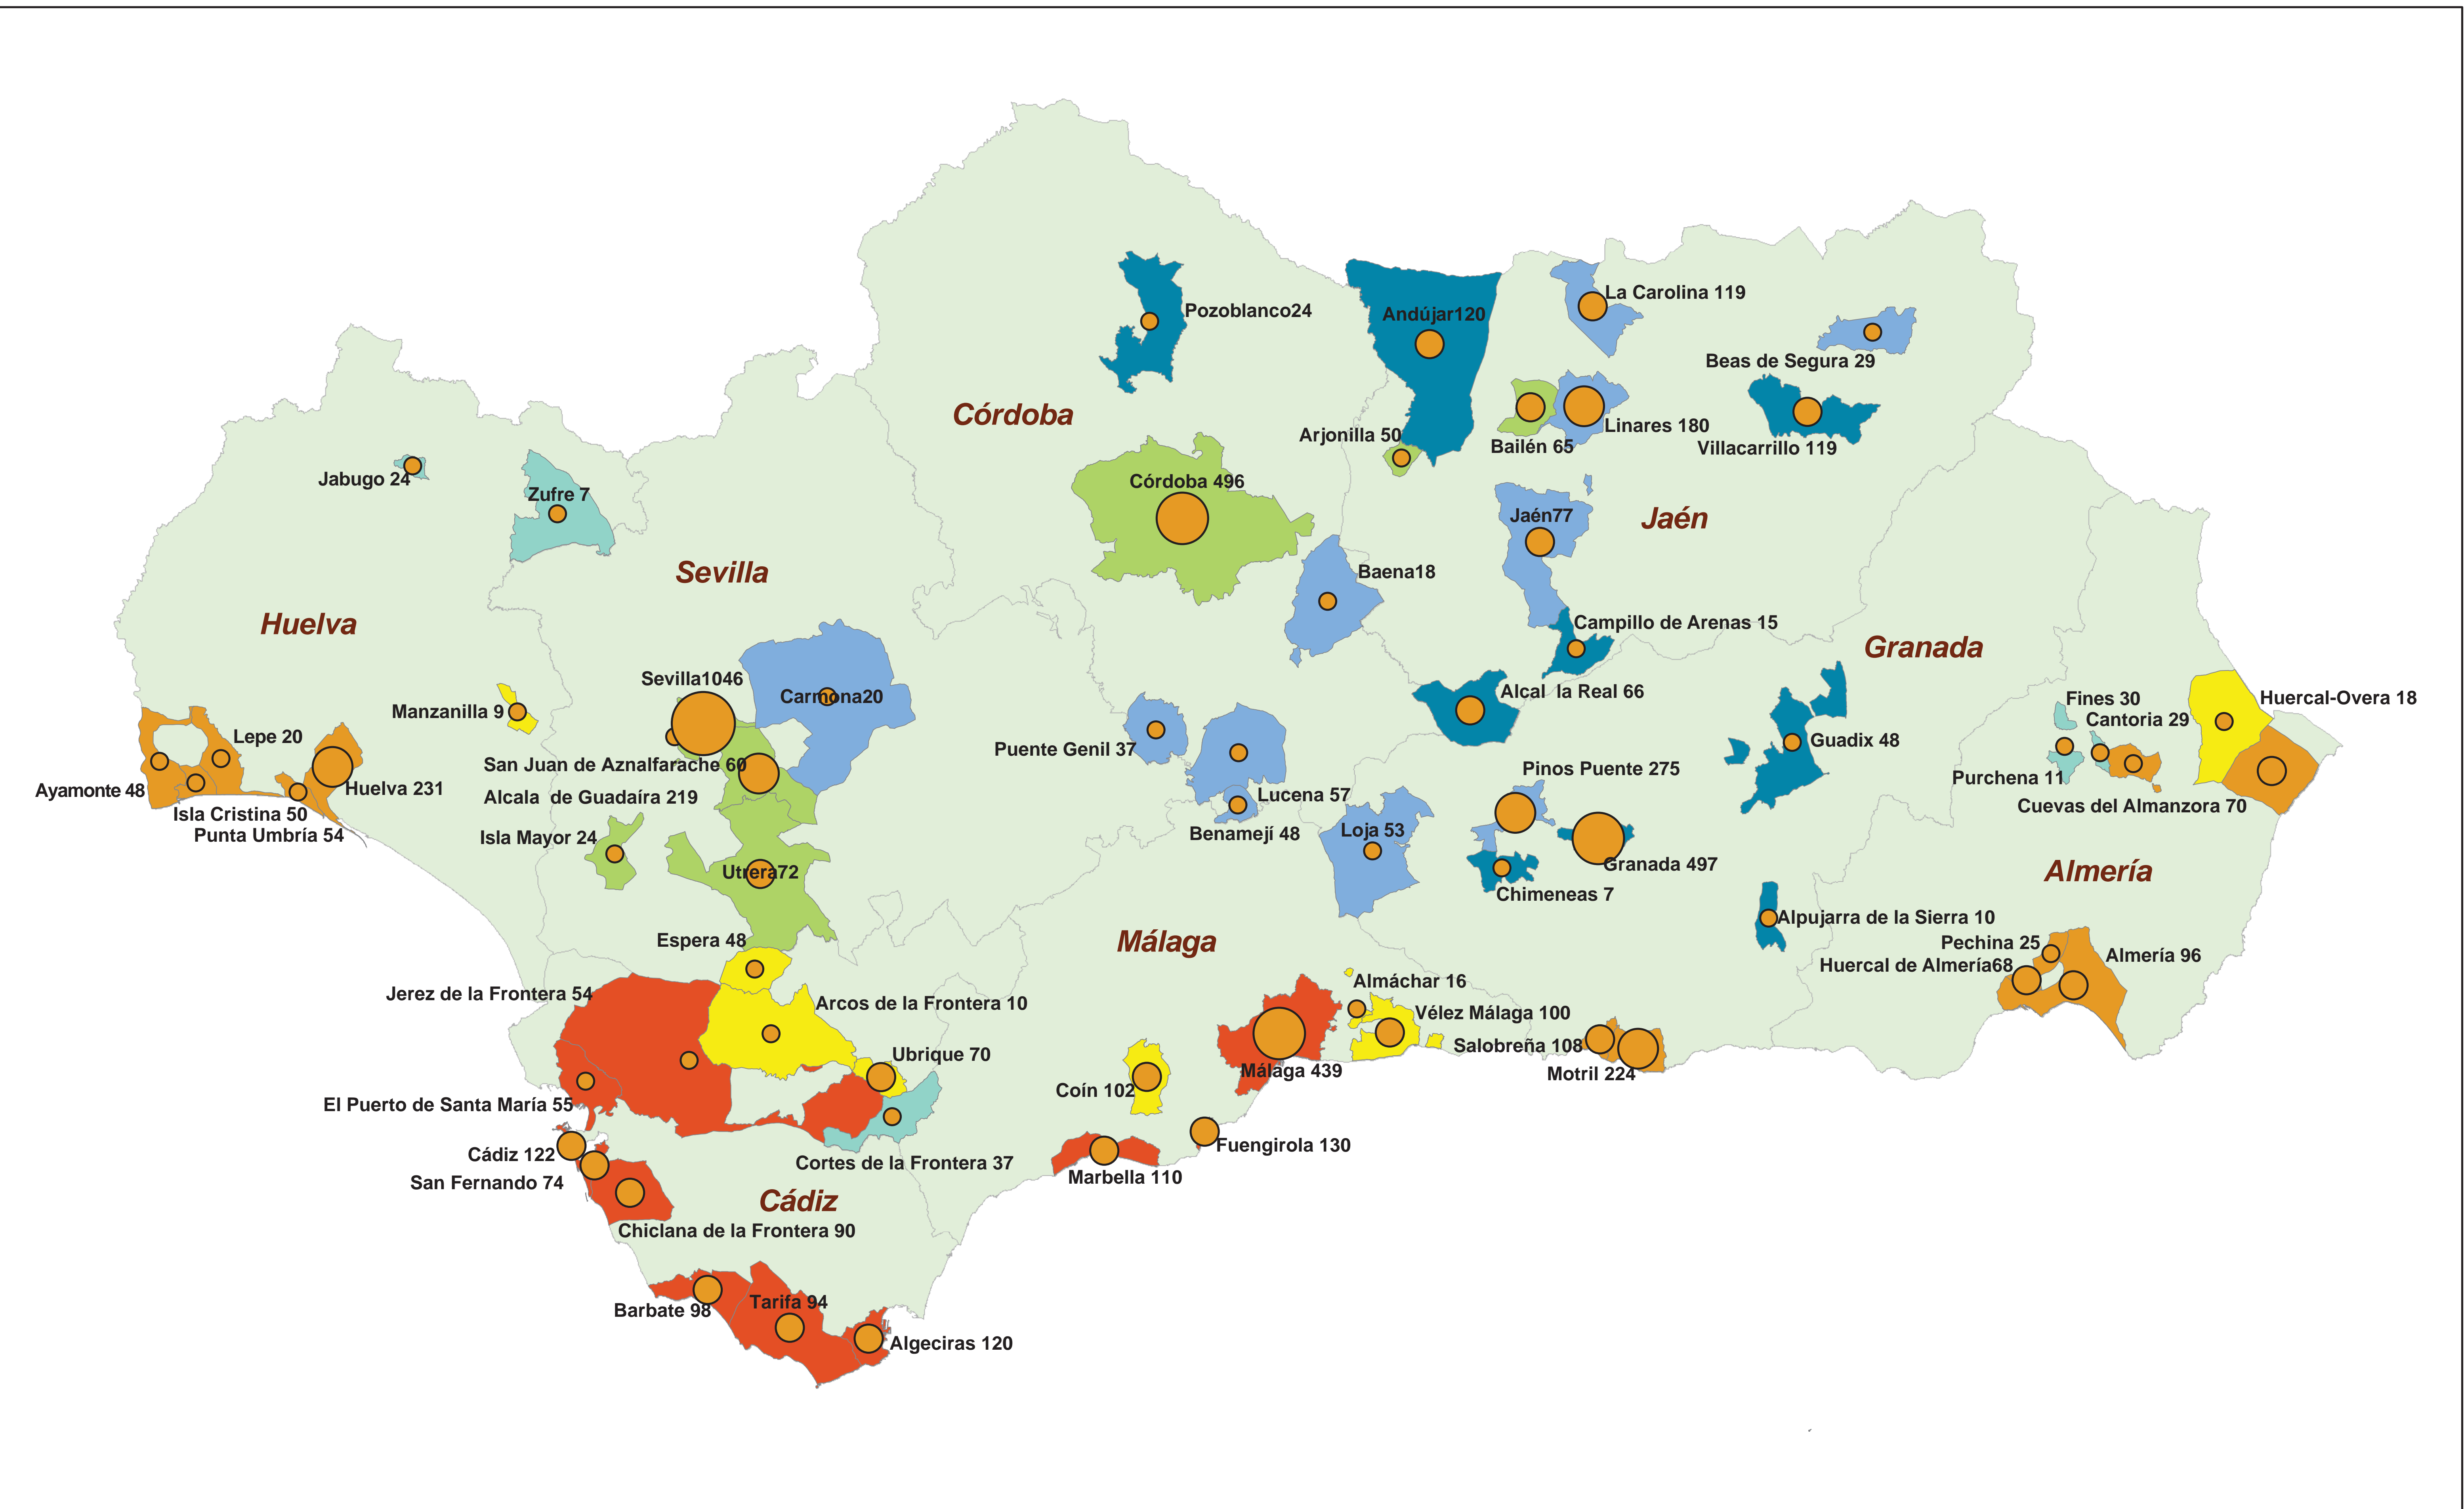 Pozoblanco24
La Carolina 119
Andújar120
Beas de Segura 29
Córdoba
Linares 180
Arjonilla 50
Bailén 65
Villacarrillo 119
Jabugo 24
Córdoba 496
Zufre 7
Jaén77
Jaén
Sevilla
Baena18
Huelva
Campillo de Arenas 15
Granada
Sevilla1046
Carmona20
Alcal  la Real 66
Fines 30
Huercal-Overa 18
Manzanilla 9
Cantoria 29
Lepe 20
Puente Genil 37
Guadix 48
San Juan de Aznalfarache 60
Pinos Puente 275
Purchena 11
Ayamonte 48
Huelva 231
Alcala  de Guadaíra 219
Lucena 57
Cuevas del Almanzora 70
Isla Cristina 50
Punta Umbría 54
Isla Mayor 24
Benamejí 48
Loja 53
Granada 497
Utrera72
Almería
Chimeneas 7
Alpujarra de la Sierra 10
Espera 48
Málaga
Pechina 25
Almería 96
Huercal de Almería68
Jerez de la Frontera 54
Almáchar 16
Arcos de la Frontera 10
Vélez Málaga 100
Salobreña 108
Ubrique 70
Málaga 439
Motril 224
Coín 102
El Puerto de Santa María 55
Fuengirola 130
Cádiz 122
Cortes de la Frontera 37
Marbella 110
San Fernando 74
Cádiz
Chiclana de la Frontera 90
Tarifa 94
Barbate 98
Algeciras 120